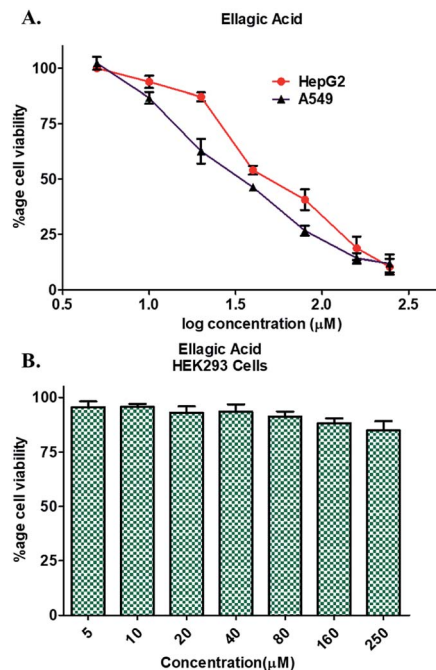 A.
Ellagic Acid
HepG2
A549
%age cell viability
100
75
50
25
0
0.5 1.0 1.5 2.0 2.5
log concentration (μM)
B.
Ellagic Acid
HEK293 Cells
%age cell viability
100
75
50
25
0
5 10 20 40 80 160 250
Concentration(μM)